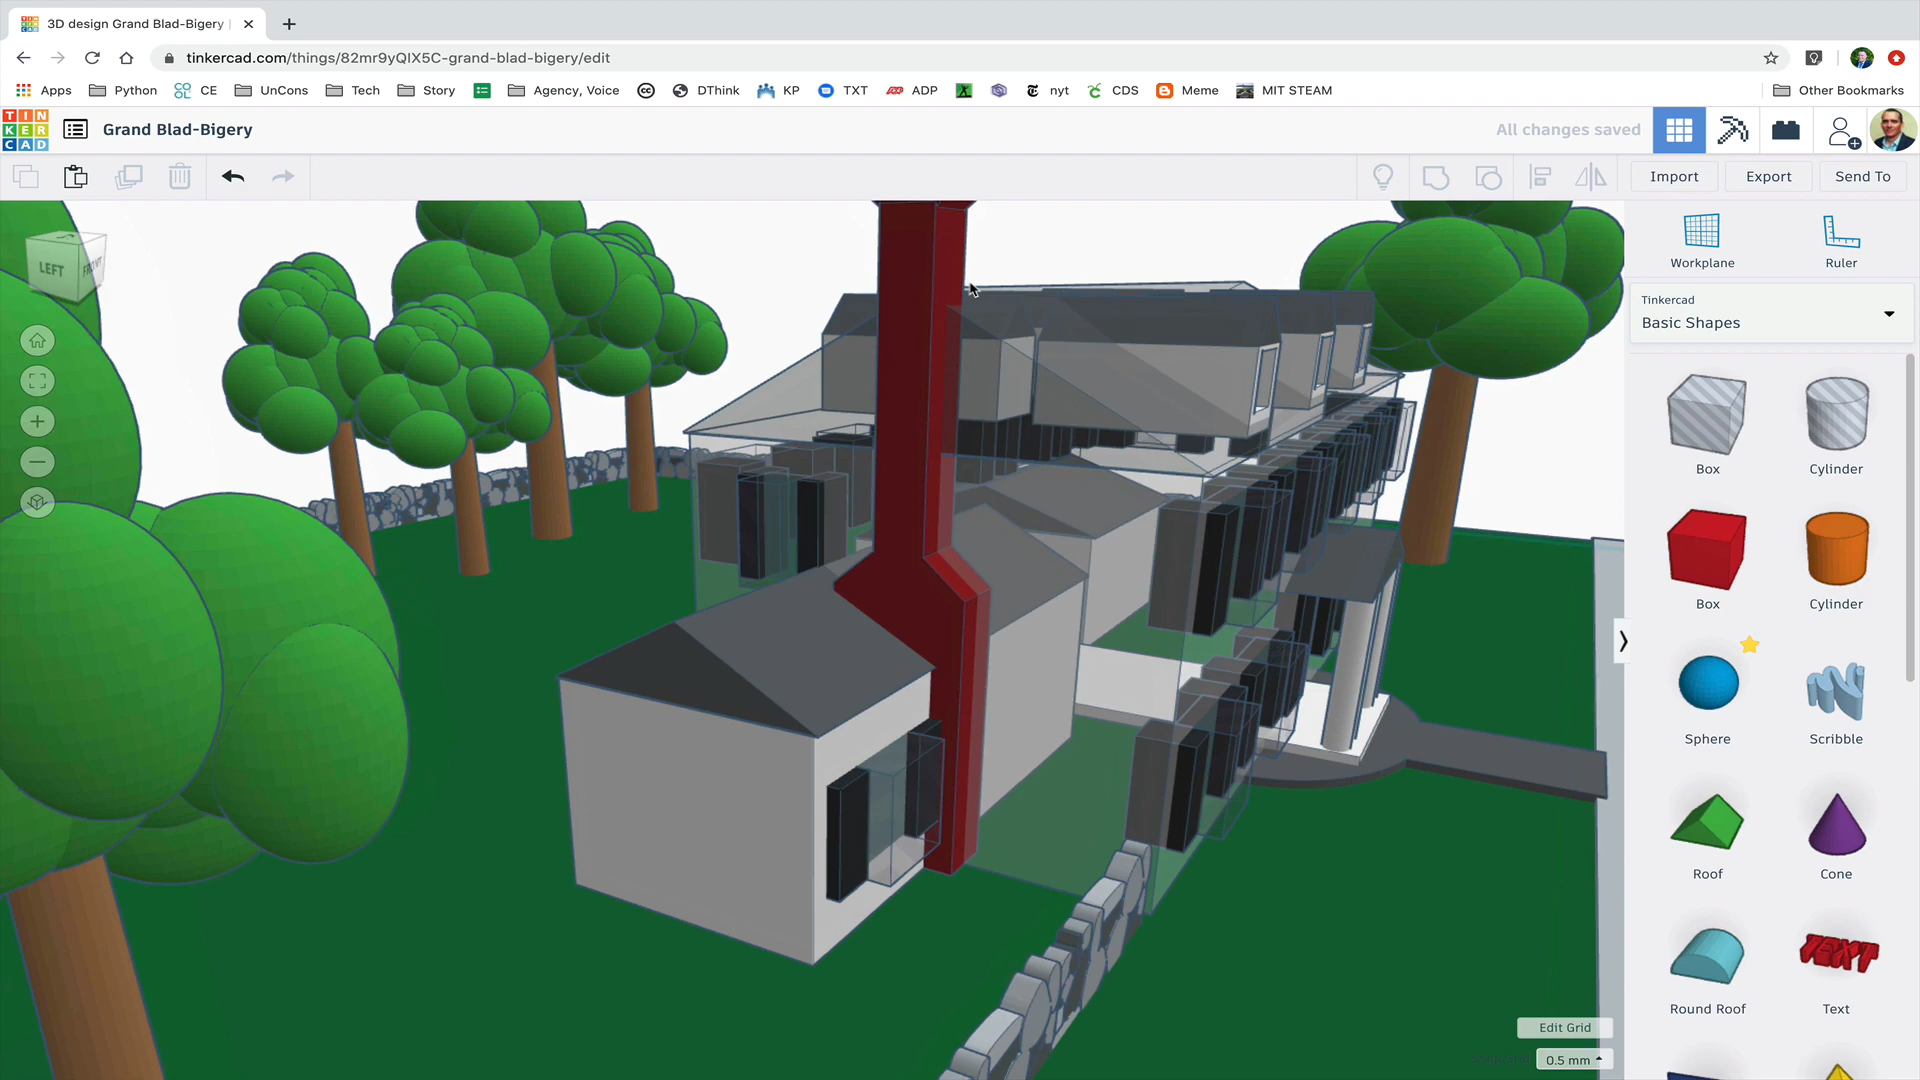 3D design Grand Blad-Bigery |
tinkercad.com/things/82mr9yQIX5C-grand-blad-bigery/edit
Apps Python CE UnCons Tech Story Agency, Voice DThink KP TXT ADP nyt CDS Meme MIT STEAM Other Bookmarks
TIN
KER
CAD
Grand Blad-Bigery
All changes saved
Import Export Send To
LEFT FRONT
Workplane Ruler
Tinkercad
Basic Shapes
Box Cylinder
Box Cylinder
Sphere Scribble
Roof Cone
TEXT
Round Roof Text
Edit Grid
0.5 mm